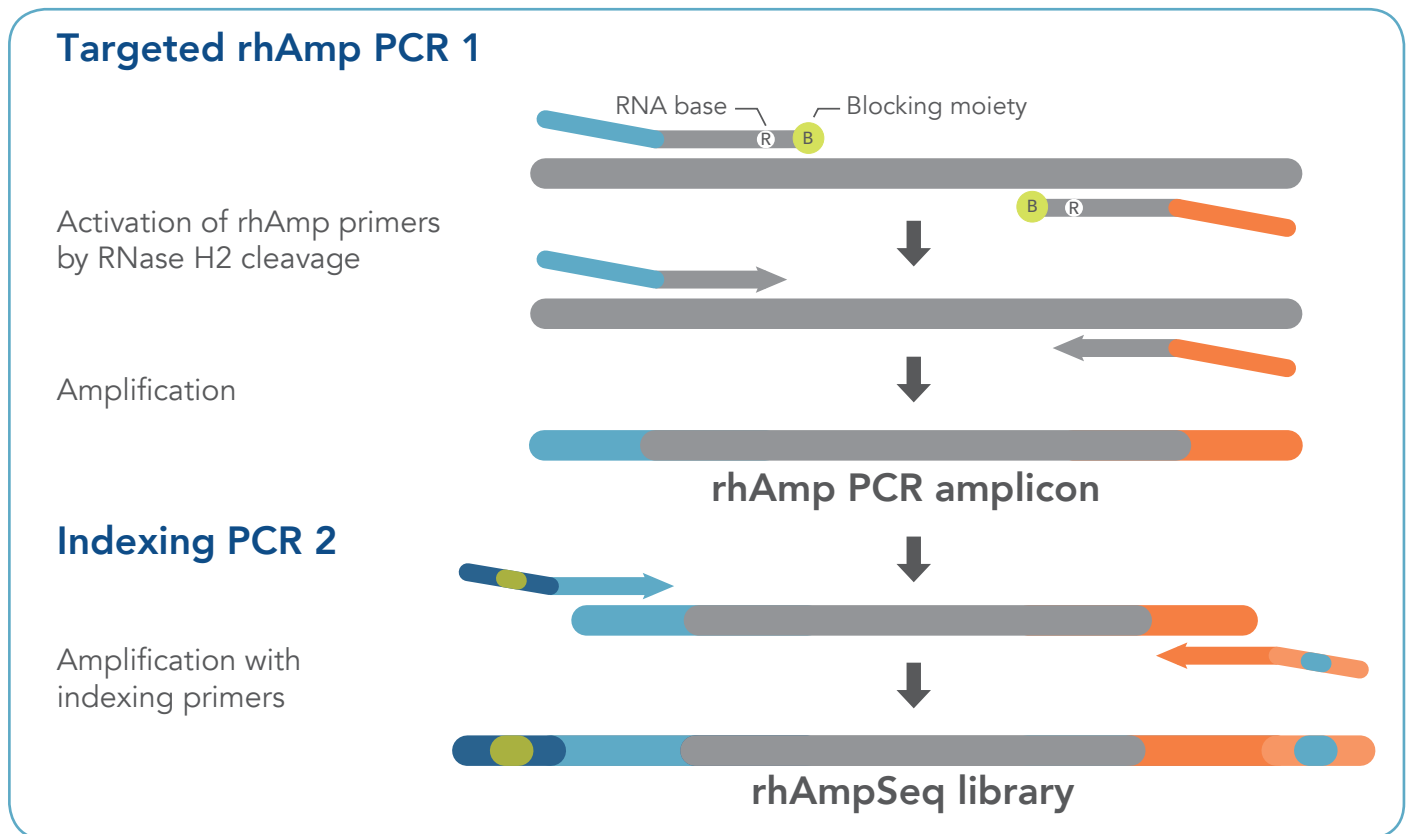 Targeted rhAmp PCR 1
RNA base
Blocking moiety
R
B
B
R
Activation of rhAmp primers
by RNase H2 cleavage
Amplification
rhAmp PCR amplicon
Indexing PCR 2
Amplification with
indexing primers
rhAmpSeq library